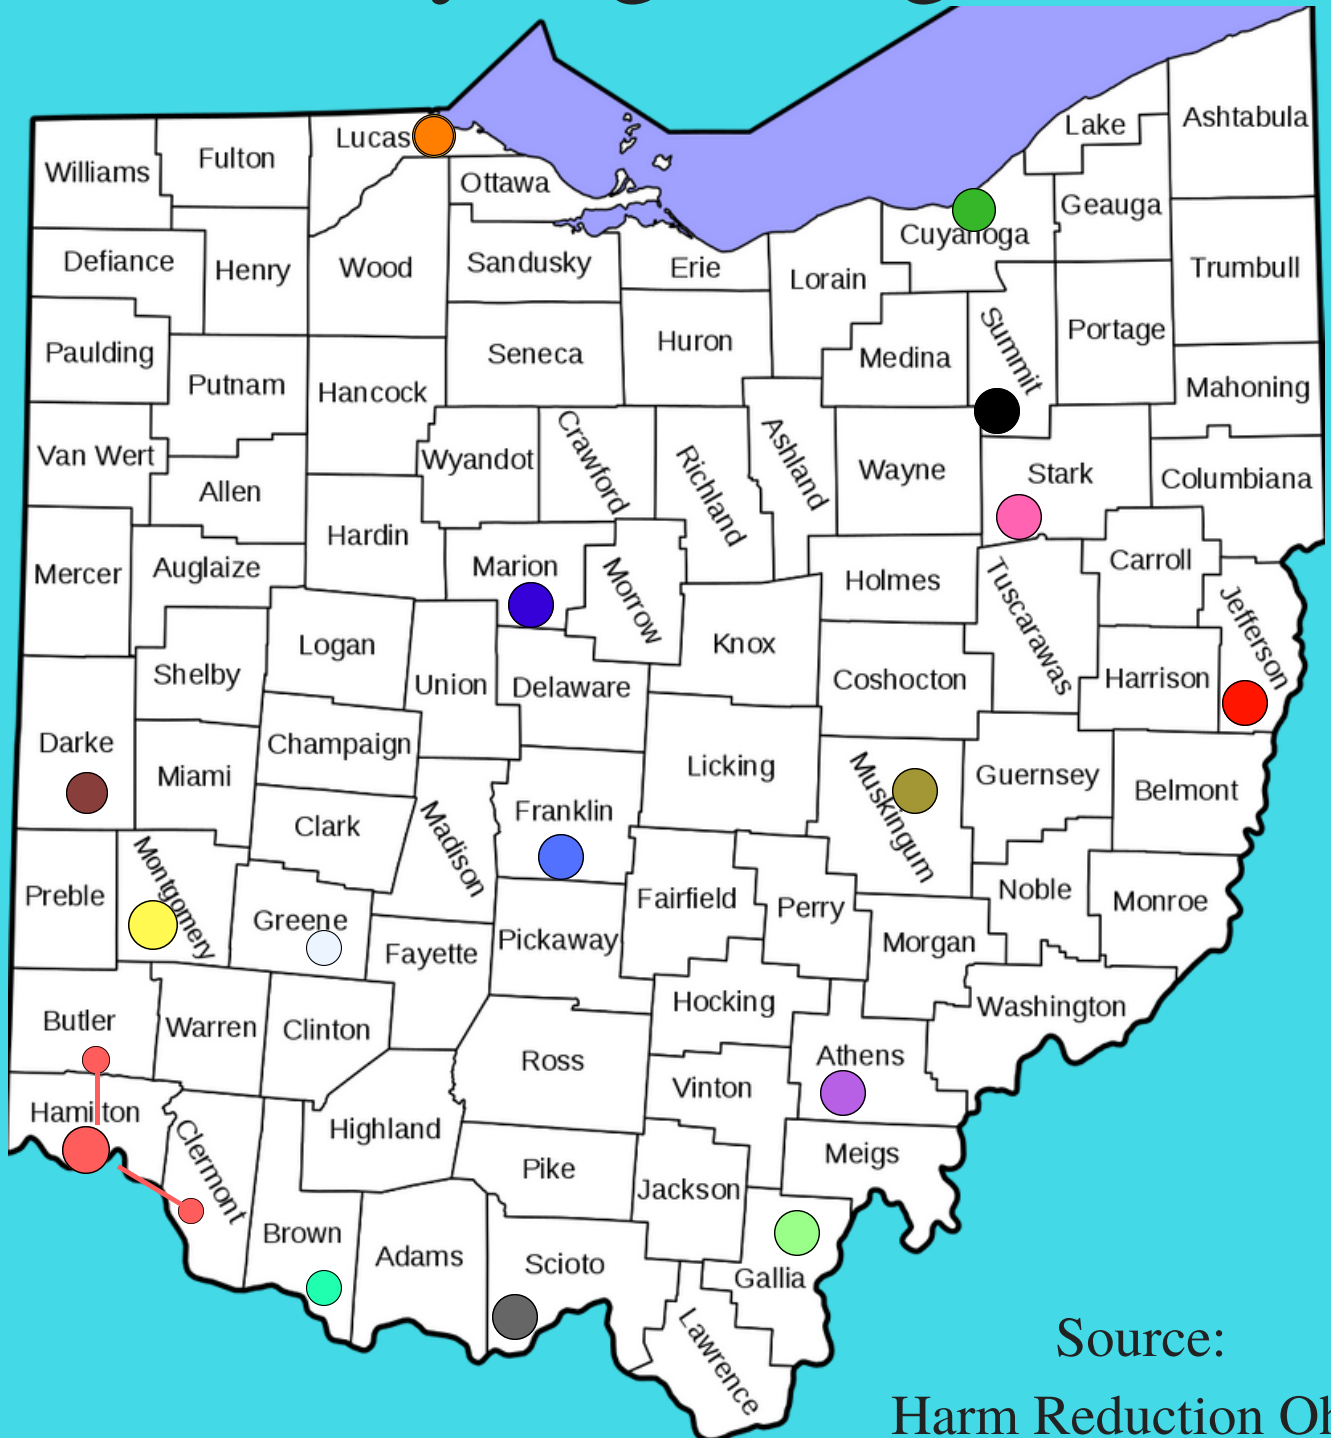 Lake
Ashtabula
Lucas
Fulton
Williams
Ottawa
Geauga
Cuyahoga
Defiance
Henry
Wood
Sandusky
Erie
Lorain
Trumbull
Summit
Portage
Paulding
Seneca
Huron
Medina
Putnam
Hancock
Mahoning
Van Wert
Wyandot
Crawford
Richland
Ashland
Wayne
Stark
Columbiana
Allen
Hardin
Mercer
Auglaize
Marion
Morrow
Holmes
Tuscarawas
Carroll
Jefferson
Logan
Knox
Shelby
Union
Delaware
Coshocton
Harrison
Darke
Champaign
Miami
Licking
Muskingum
Guernsey
Belmont
Clark
Madison
Franklin
Preble
Montgomery
Greene
Fairfield
Perry
Noble
Monroe
Fayette
Pickaway
Morgan
Butler
Warren
Clinton
Hocking
Washington
Ross
Athens
Vinton
Hamilton
Clermont
Highland
Pike
Jackson
Meigs
Brown
Adams
Scioto
Gallia
Lawrence
Source:
Harm Reduction